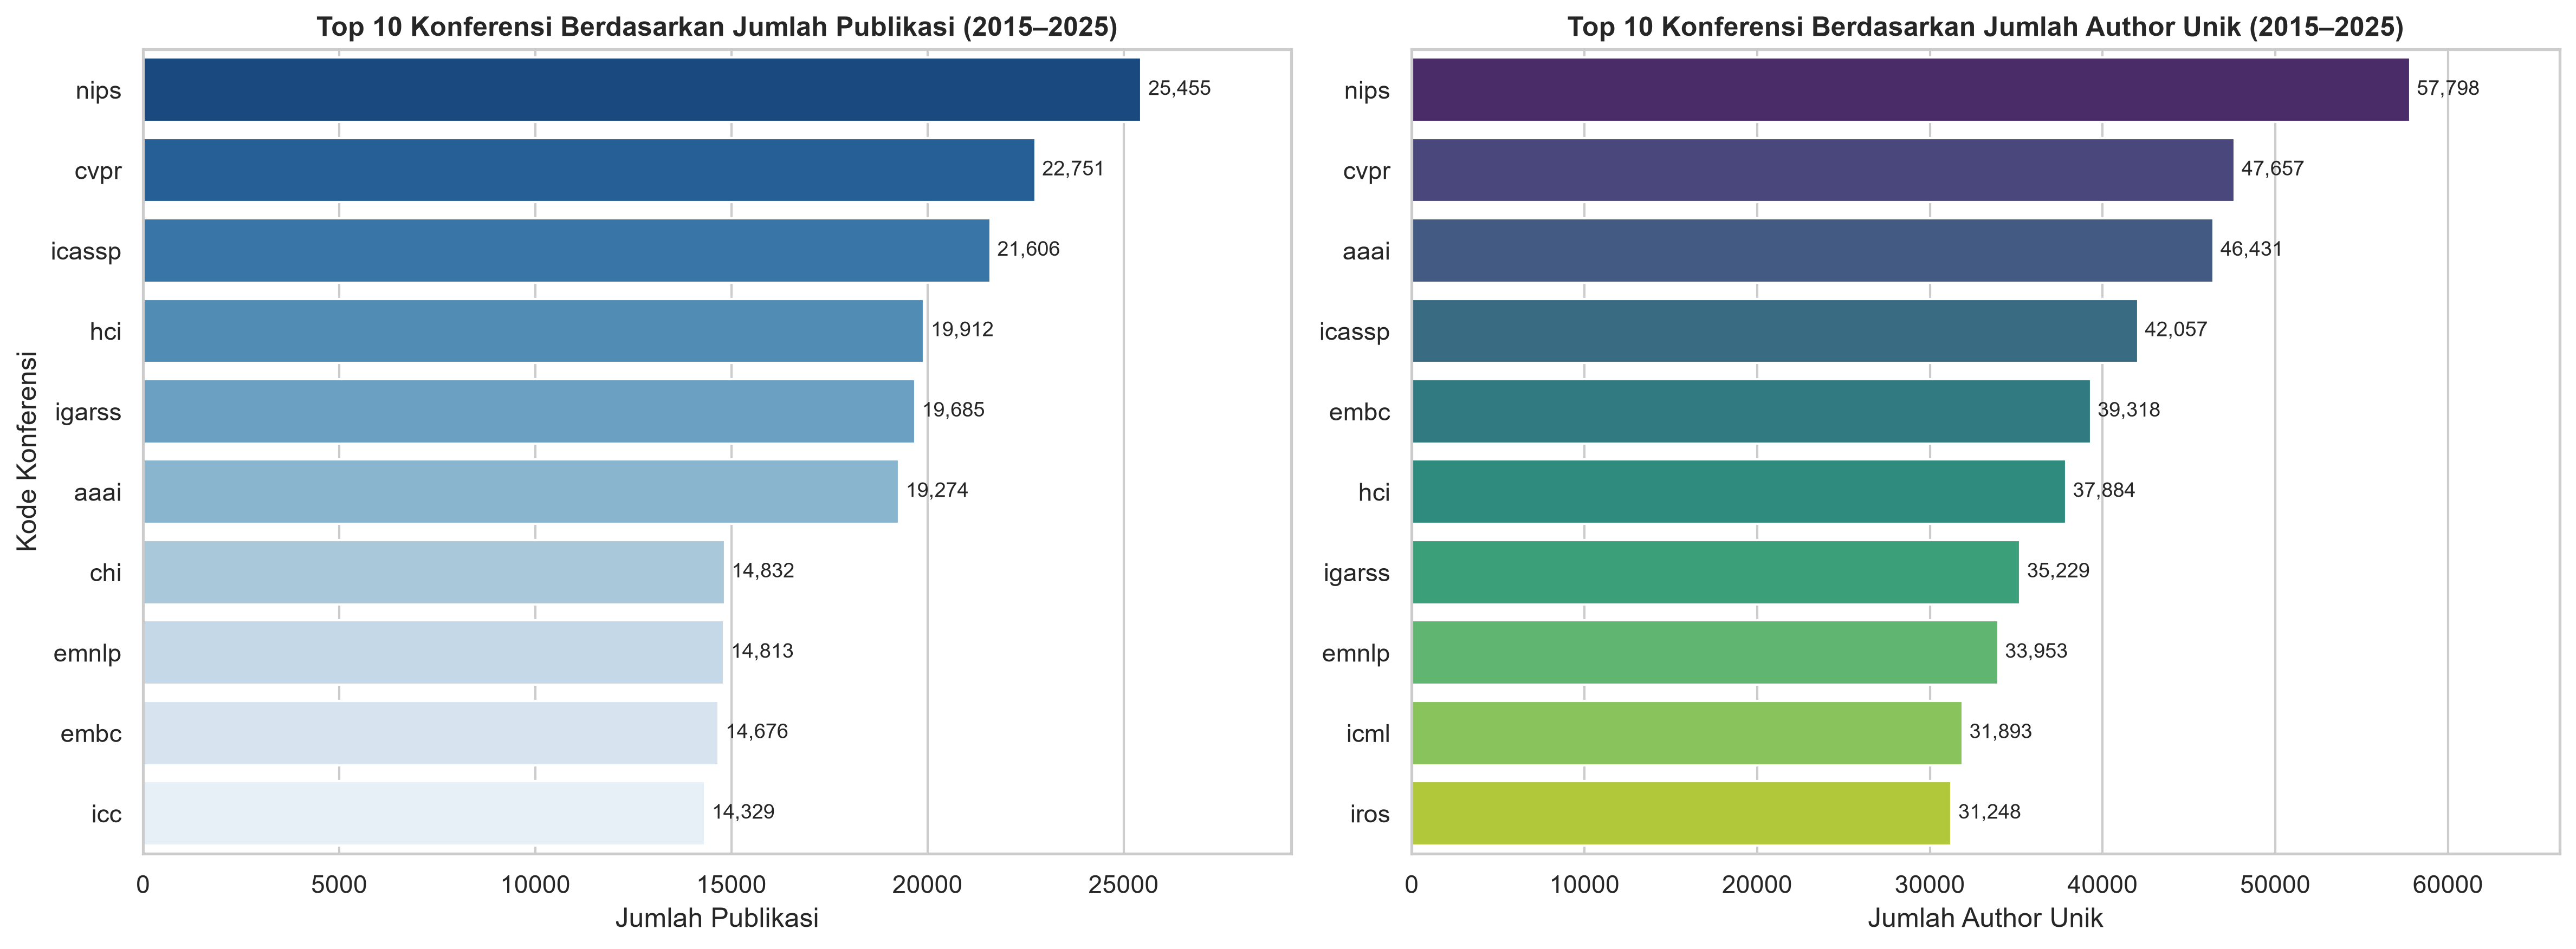 Top 10 Konferensi Berdasarkan Jumlah Publikasi (2015–2025)
Kode Konferensi
nips 25,455
cvpr 22,751
icassp 21,606
hci 19,912
igarss 19,685
aaai 19,274
chi 14,832
emnlp 14,813
embc 14,676
icc 14,329
0 5000 10000 15000 20000 25000
Jumlah Publikasi
Top 10 Konferensi Berdasarkan Jumlah Author Unik (2015–2025)
nips 57,798
cvpr 47,657
aaai 46,431
icassp 42,057
embc 39,318
hci 37,884
igarss 35,229
emnlp 33,953
icml 31,893
iros 31,248
0 10000 20000 30000 40000 50000 60000
Jumlah Author Unik